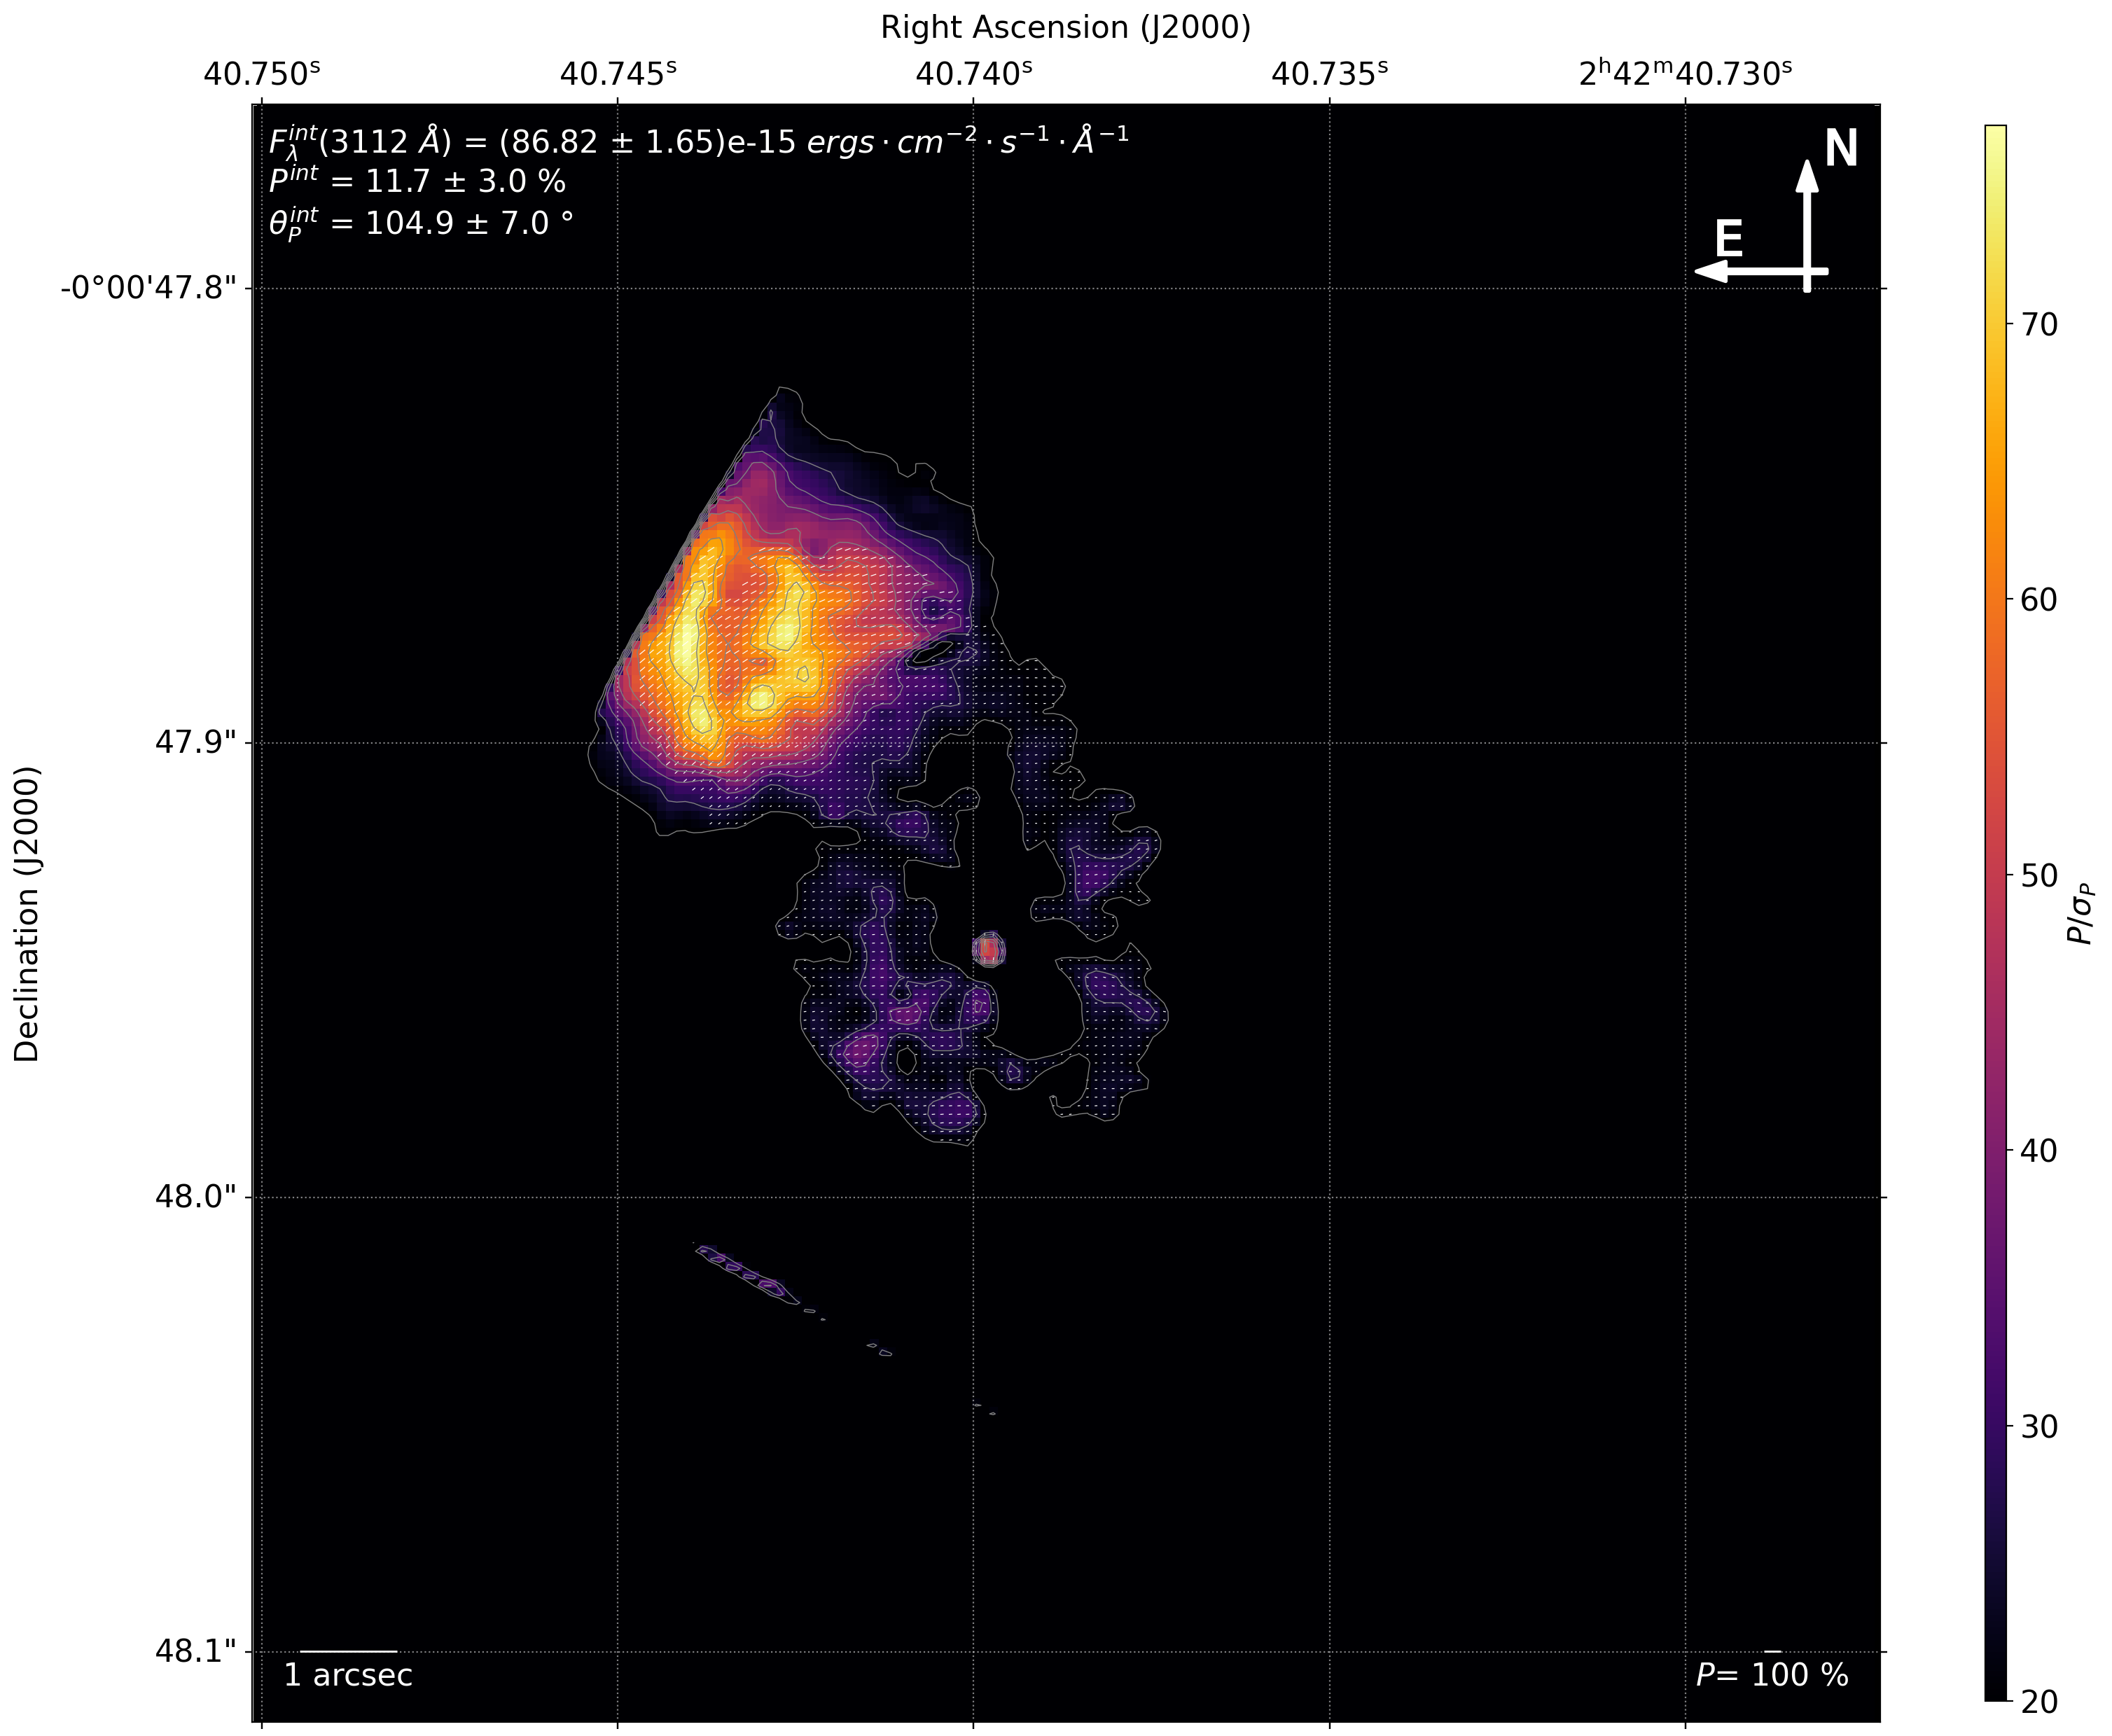 Right Ascension (J2000)
40.750ˢ 40.745ˢ 40.740ˢ 40.735ˢ 2ʰ42ᵐ40.730ˢ
F_λ^int(3112 Å) = (86.82 ± 1.65)e-15 ergs · cm⁻² · s⁻¹ · Å⁻¹
P^int = 11.7 ± 3.0 %
θ_P^int = 104.9 ± 7.0 °
N
E
-0°00'47.8"
47.9"
48.0"
48.1"
Declination (J2000)
1 arcsec
P= 100 %
70
60
50
40
30
20
P/σ_P